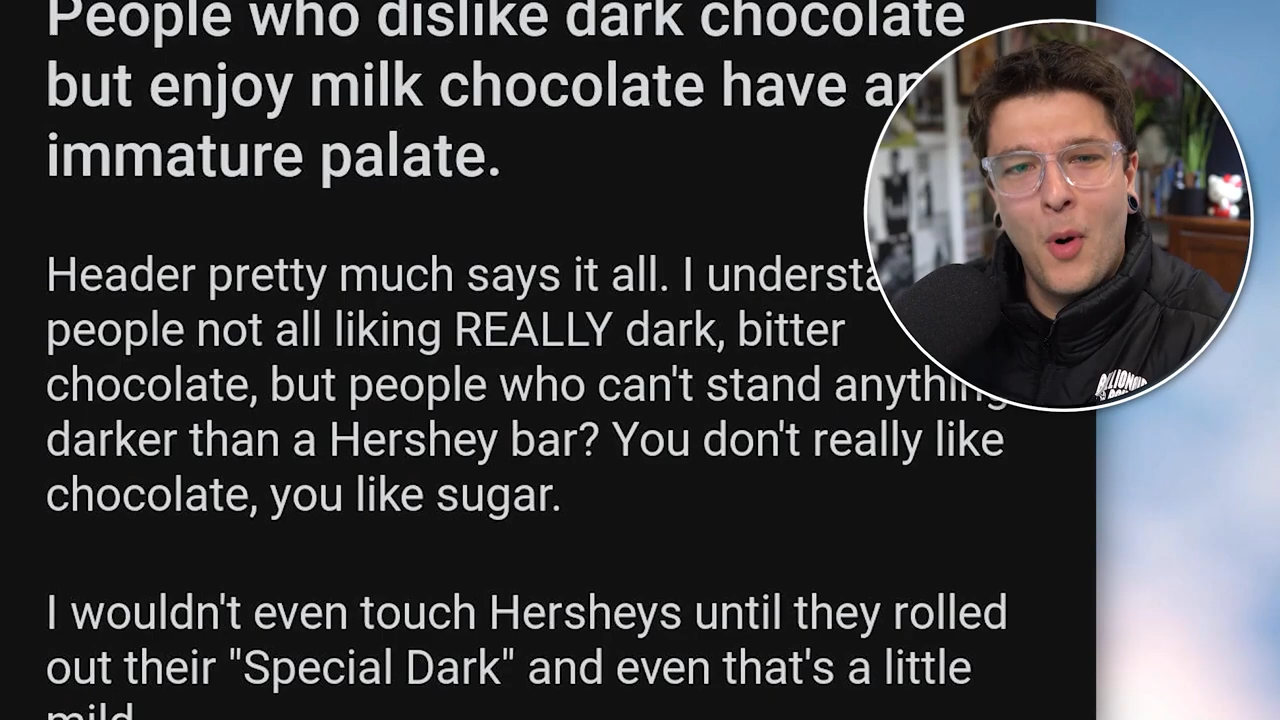 People who dislike dark chocolate
but enjoy milk chocolate have an
immature palate.
Header pretty much says it all. I
people not all liking REALLY dark, bitter
chocolate, but people who can't stand anything
darker than a Hershey bar? You don't really like
chocolate, you like sugar.
I wouldn't even touch Hersheys until they rolled
out their "Special Dark" and even that's a little
mild.